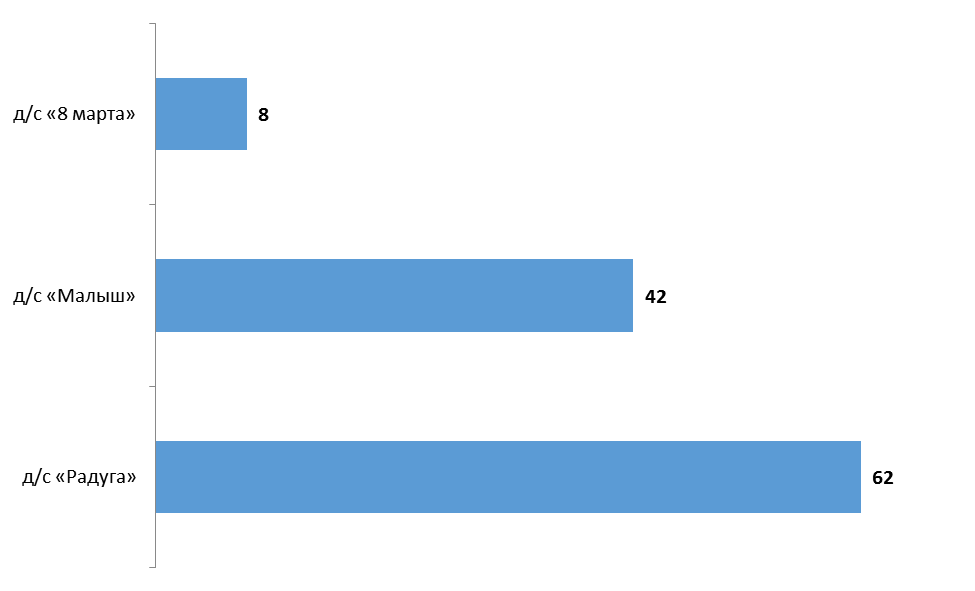 д/с «8 марта»
8
д/с «Малыш»
42
д/с «Радуга»
62